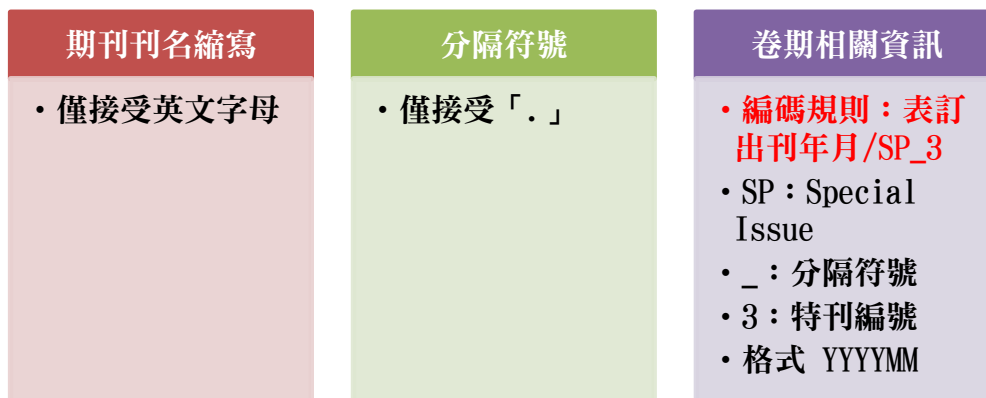 期刊刊名縮寫
・僅接受英文字母
分隔符號
・僅接受「.」
卷期相關資訊
・編碼規則：表訂
出刊年月/SP_3
・SP：Special
Issue
・_：分隔符號
・3：特刊編號
・格式 YYYYMM